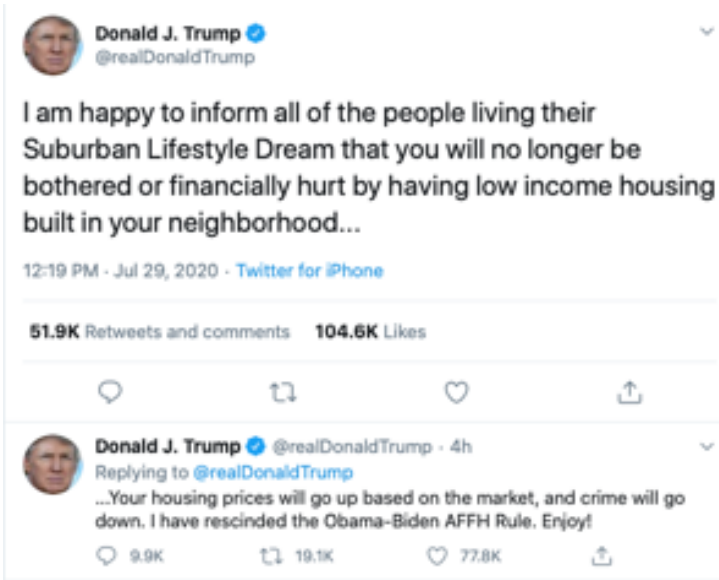 Donald J. Trump
@realDonaldTrump
I am happy to inform all of the people living their
Suburban Lifestyle Dream that you will no longer be
bothered or financially hurt by having low income housing
built in your neighborhood...
12:19 PM · Jul 29, 2020 · Twitter for iPhone
51.9K Retweets and comments 104.6K Likes
Donald J. Trump @realDonaldTrump · 4h
Replying to @realDonaldTrump
...Your housing prices will go up based on the market, and crime will go
down. I have rescinded the Obama-Biden AFFH Rule. Enjoy!
9.9K 19.1K 77.8K